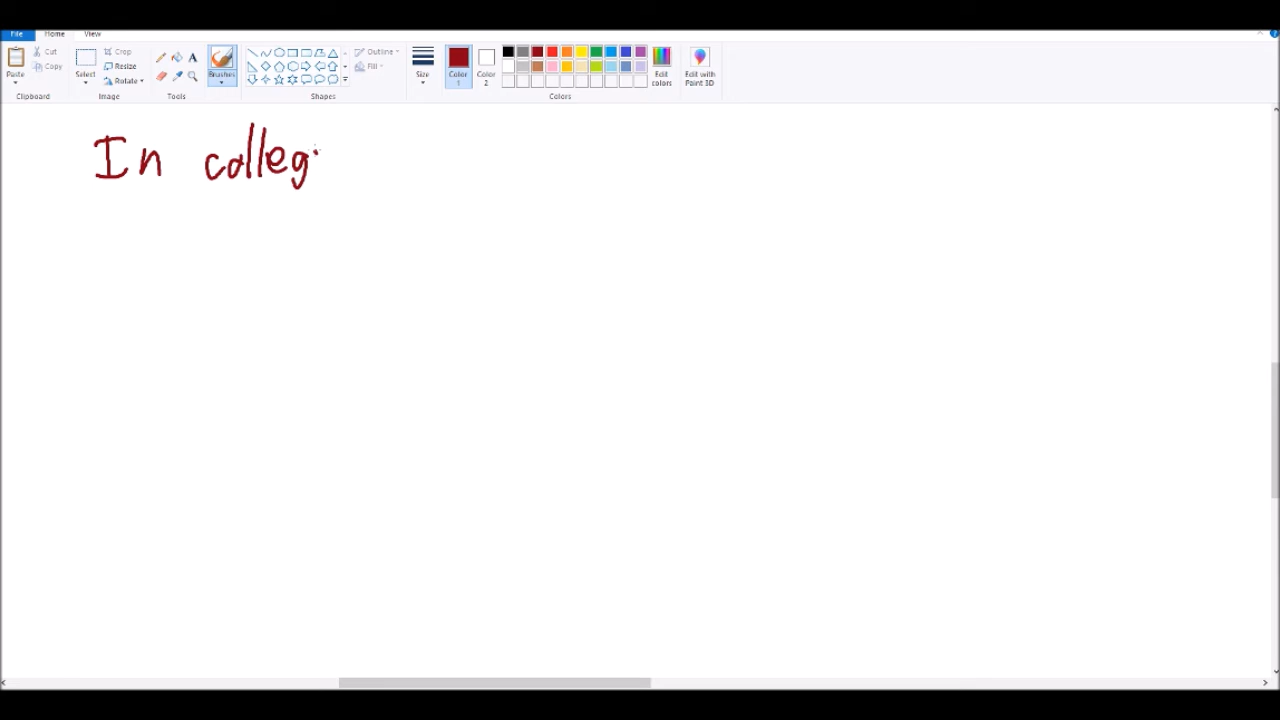 File Home View
Paste Cut Copy Select Crop Resize Rotate Brushes Outline Fill Size Color 1 Color 2 Edit colors Edit with Paint 3D
Clipboard Image Tools Shapes Colors
In colleg